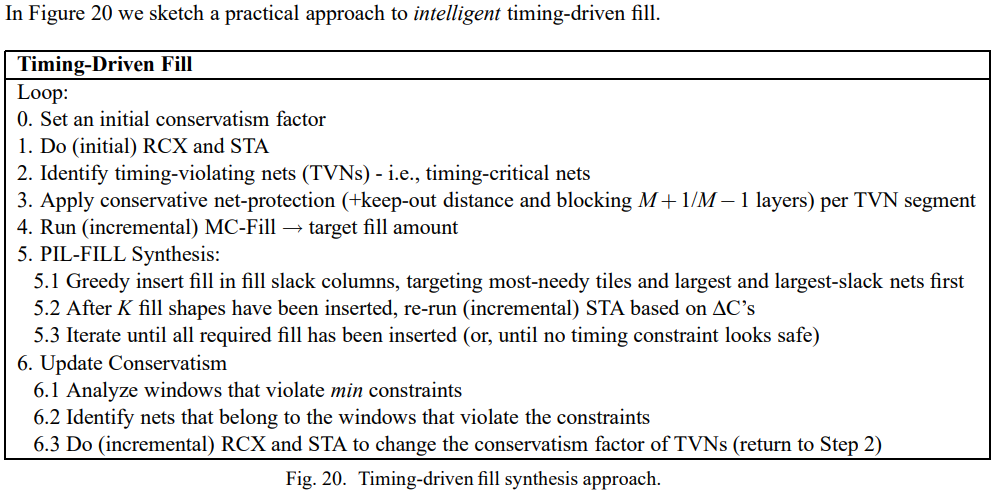 In Figure 20 we sketch a practical approach to intelligent timing-driven fill.
Timing-Driven Fill
Loop:
0. Set an initial conservatism factor
1. Do (initial) RCX and STA
2. Identify timing-violating nets (TVNs) - i.e., timing-critical nets
3. Apply conservative net-protection (+keep-out distance and blocking M + 1/M − 1 layers) per TVN segment
4. Run (incremental) MC-Fill → target fill amount
5. PIL-FILL Synthesis:
5.1 Greedy insert fill in fill slack columns, targeting most-needy tiles and largest and largest-slack nets first
5.2 After K fill shapes have been inserted, re-run (incremental) STA based on ΔC's
5.3 Iterate until all required fill has been inserted (or, until no timing constraint looks safe)
6. Update Conservatism
6.1 Analyze windows that violate min constraints
6.2 Identify nets that belong to the windows that violate the constraints
6.3 Do (incremental) RCX and STA to change the conservatism factor of TVNs (return to Step 2)
Fig. 20. Timing-driven fill synthesis approach.